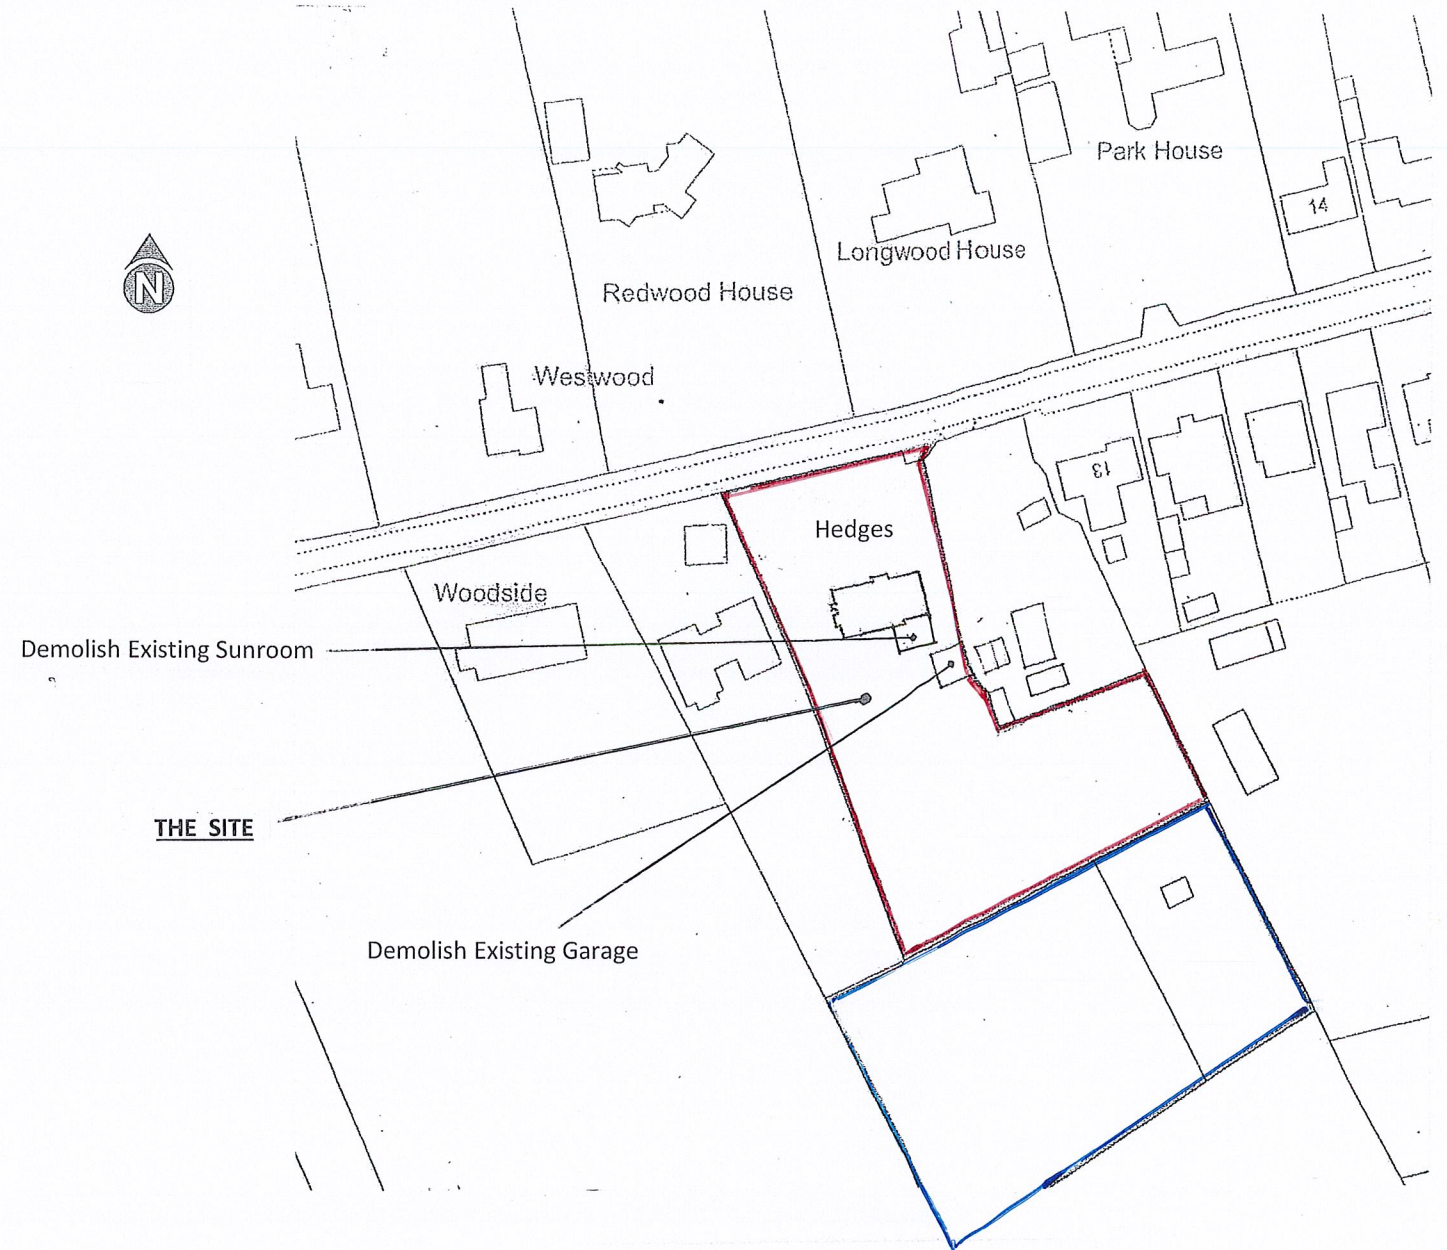 Park House
14
Longwood House
N
Redwood House
Westwood
13
Hedges
Woodside
Demolish Existing Sunroom
THE SITE
Demolish Existing Garage